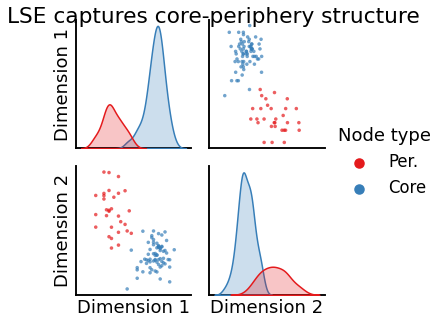 LSE captures core-periphery structure
Dimension 1
Node type
Per.
Core
Dimension 2
Dimension 1
Dimension 2